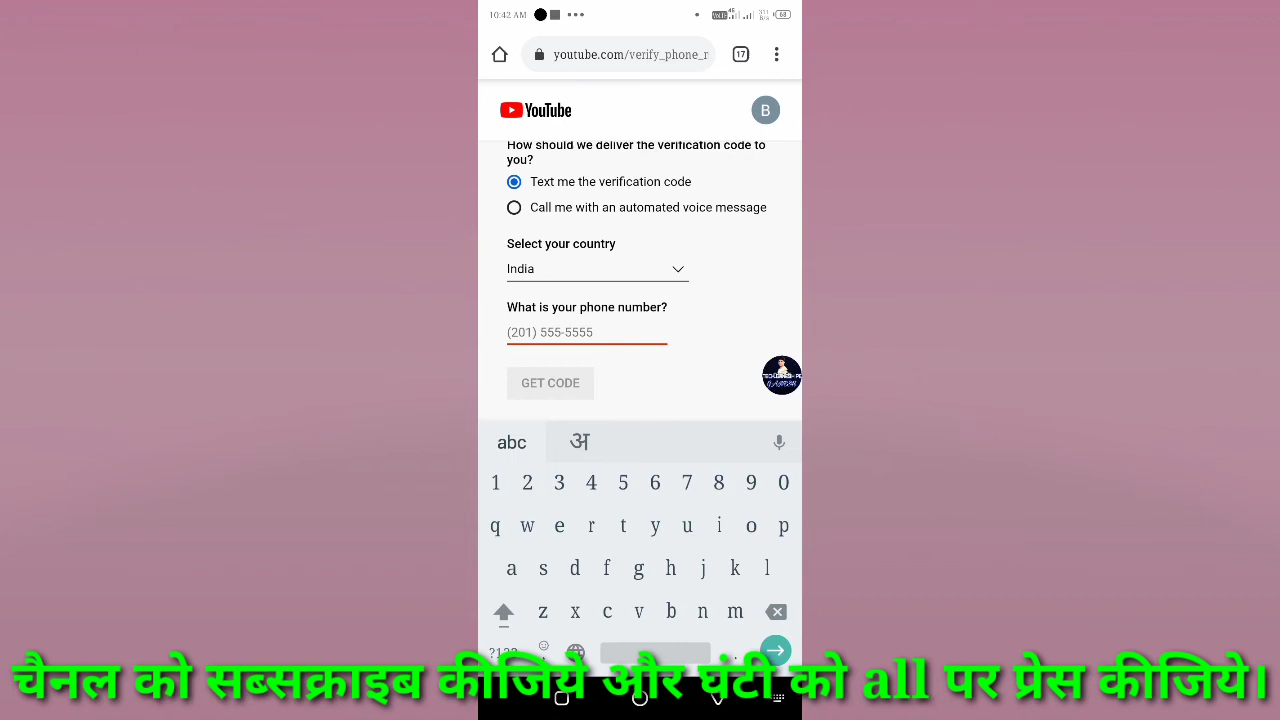 10:42 AM
68
youtube.com/verify_phone_r
17
YouTube
B
How should we deliver the verification code to
you?
Text me the verification code
Call me with an automated voice message
Select your country
India
What is your phone number?
(201) 555-5555
GET CODE
abc अ
1 2 3 4 5 6 7 8 9 0
q w e r t y u i o p
a s d f g h j k l
z x c v b n m
?123 , .
चैनल को सब्सक्राइब कीजिये और घंटी को all पर प्रेस कीजिये।